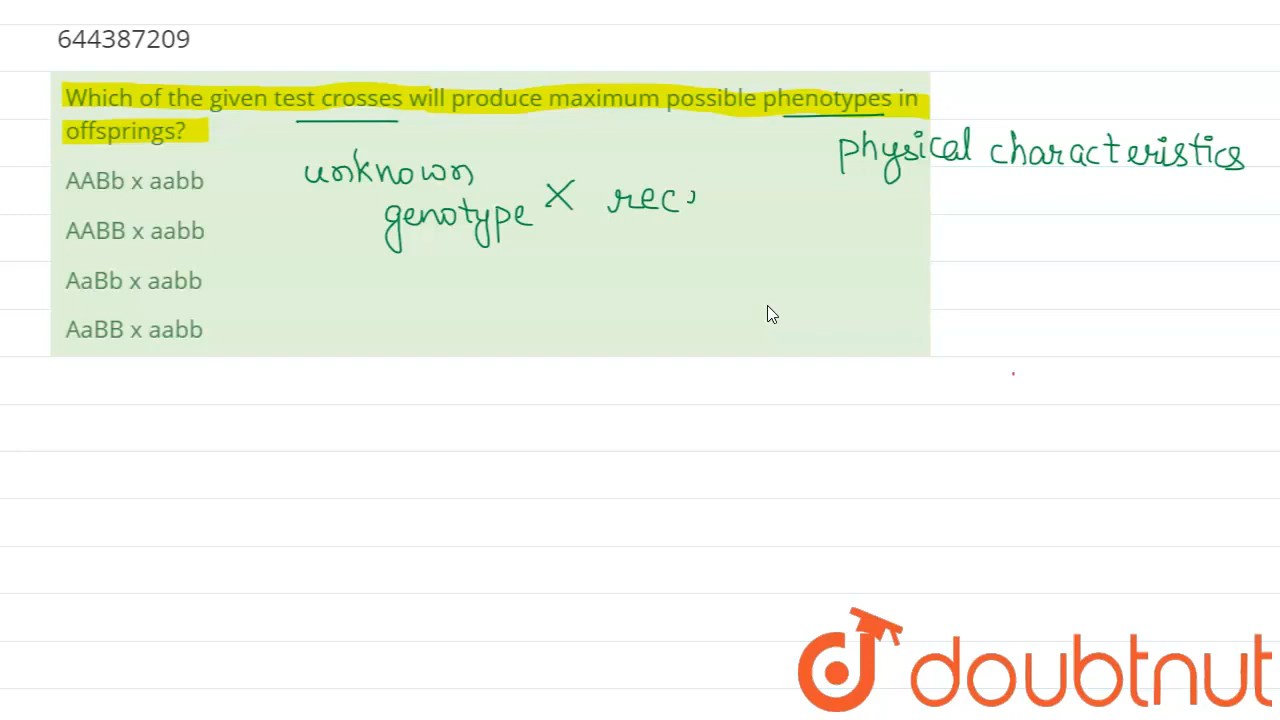 644387209
Which of the given test crosses will produce maximum possible phenotypes in
offsprings?
physical characteristics
unknown
genotype X rec
AABb x aabb
AABB x aabb
AaBb x aabb
AaBB x aabb
doubtnut